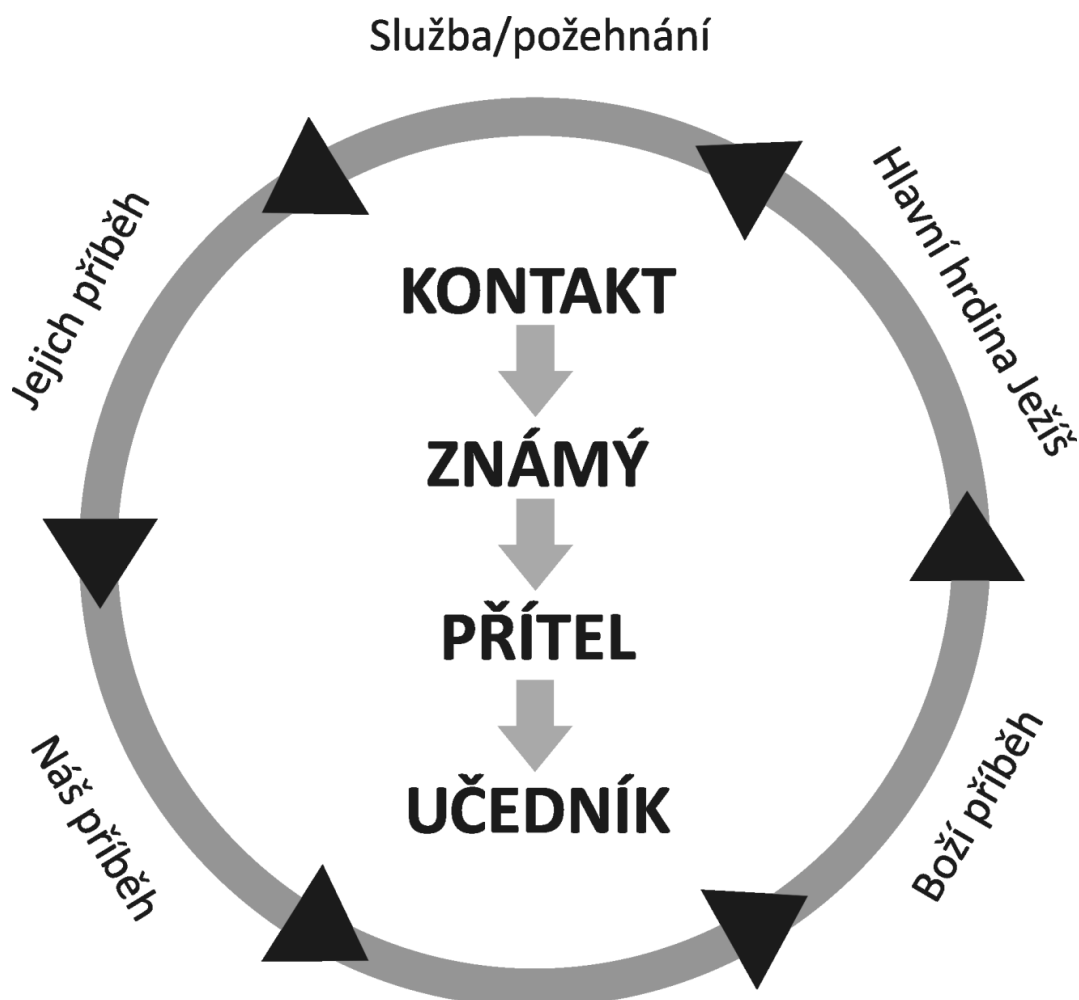 Služba/požehnání
Hlavní hrdina Ježíš
Jejich příběh
KONTAKT
ZNÁMÝ
PŘÍTEL
UČEDNÍK
Náš příběh
Boží příběh